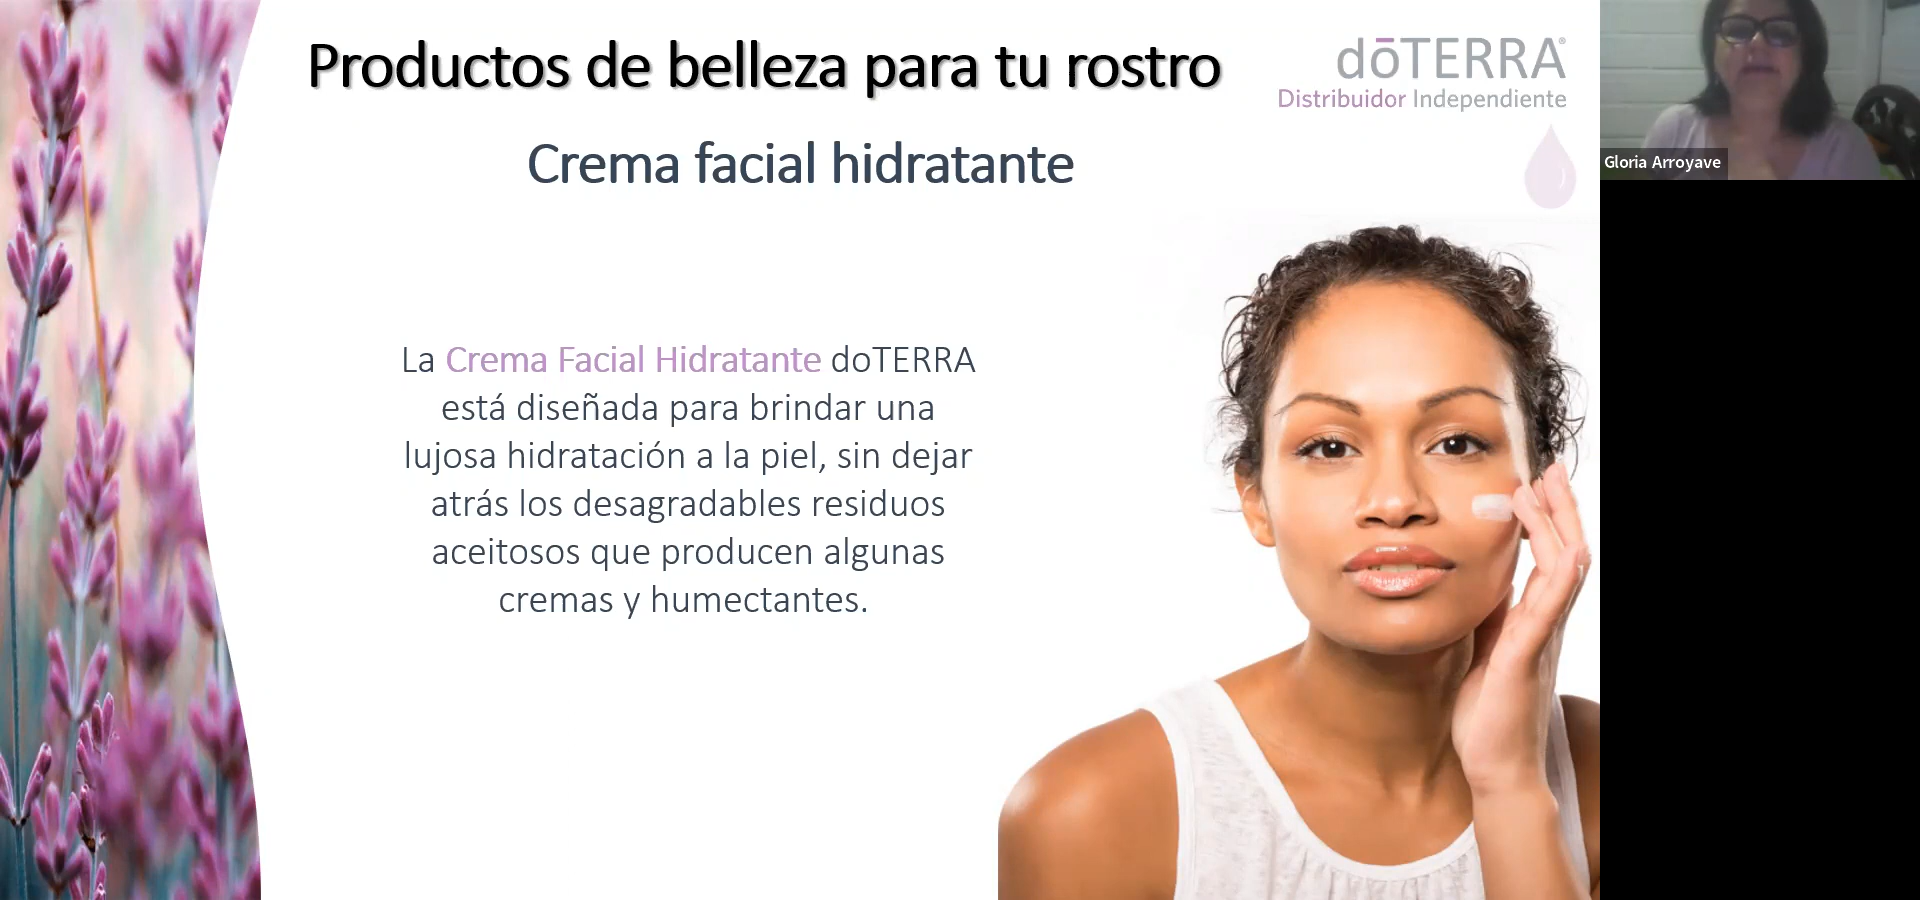 Productos de belleza para tu rostro
dōTERRA®
Distribuidor Independiente
Crema facial hidratante
Gloria Arroyave
La Crema Facial Hidratante doTERRA
está diseñada para brindar una
lujosa hidratación a la piel, sin dejar
atrás los desagradables residuos
aceitosos que producen algunas
cremas y humectantes.